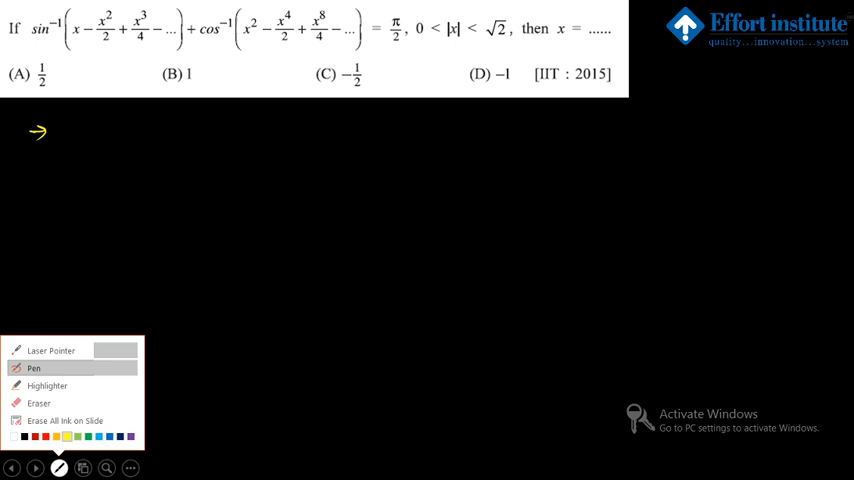 If sin⁻¹(x − x²/2 + x³/4 − ...) + cos⁻¹(x² − x⁴/2 + x⁸/4 − ...) = π/2, 0 < |x| < √2, then x = ......
(A) 1/2 (B) 1 (C) −1/2 (D) −1 [IIT : 2015]
Effort institute
quality...innovation...system
Laser Pointer
Pen
Highlighter
Eraser
Erase All Ink on Slide
Activate Windows
Go to PC settings to activate Windows.